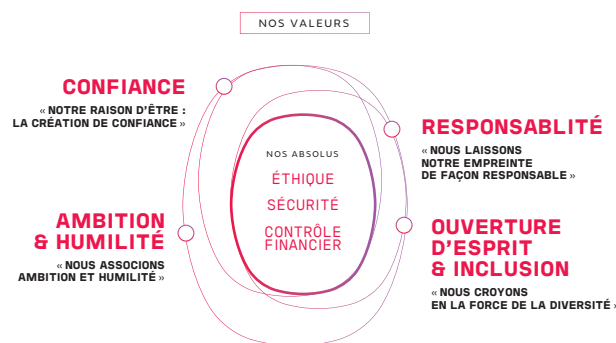 NOS VALEURS
CONFIANCE
« NOTRE RAISON D'ÊTRE :
LA CRÉATION DE CONFIANCE »
RESPONSABLITÉ
« NOUS LAISSONS
NOTRE EMPREINTE
DE FAÇON RESPONSABLE »
NOS ABSOLUS
ÉTHIQUE
SÉCURITÉ
CONTRÔLE
FINANCIER
AMBITION
& HUMILITÉ
« NOUS ASSOCIONS
AMBITION ET HUMILITÉ »
OUVERTURE
D'ESPRIT
& INCLUSION
« NOUS CROYONS
EN LA FORCE DE LA DIVERSITÉ »